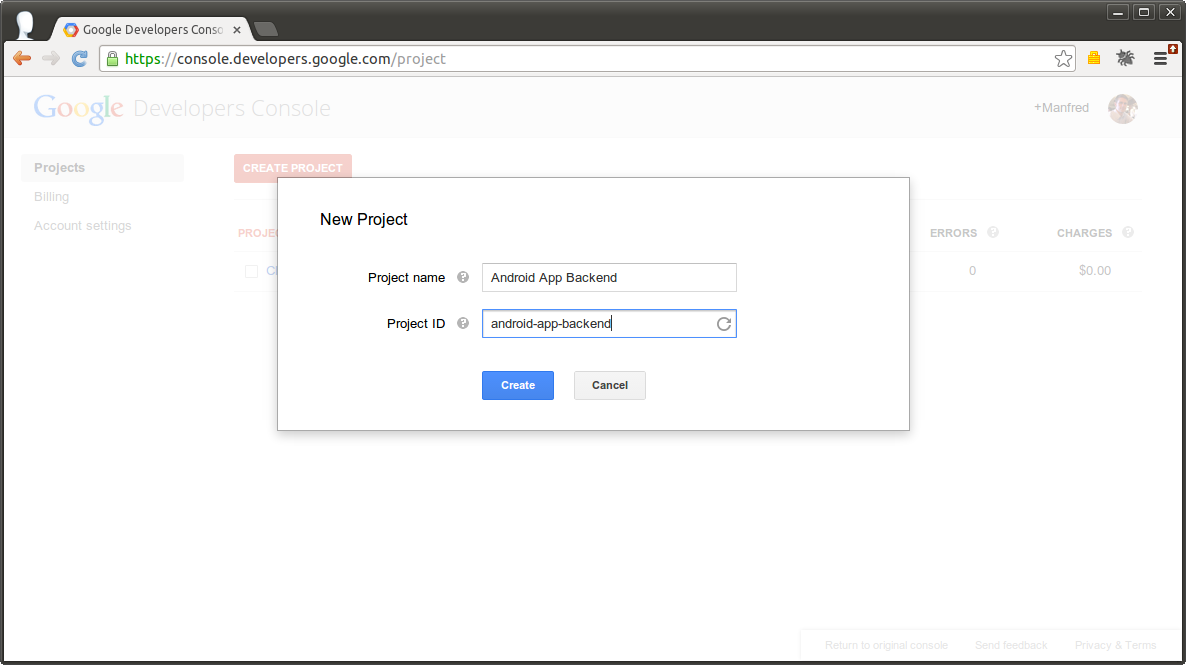 Google Developers Conso
https://console.developers.google.com/project
Google Developers Console
+Manfred
Projects
Billing
Account settings
CREATE PROJECT
New Project
PROJE
ERRORS
CHARGES
Project name
Android App Backend
0
$0.00
Project ID
android-app-backend
Create
Cancel
Return to original console
Send feedback
Privacy & Terms